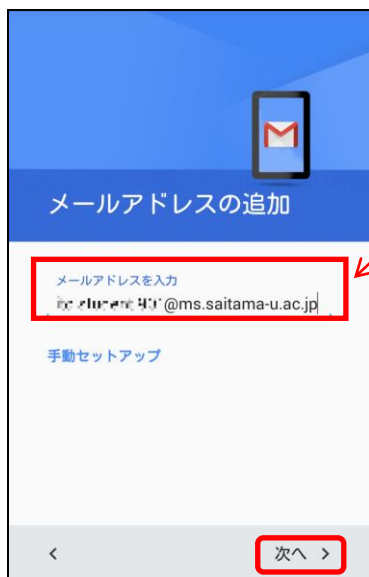 メールアドレスの追加
メールアドレスを入力
@ms.saitama-u.ac.jp
手動セットアップ
< 次へ >